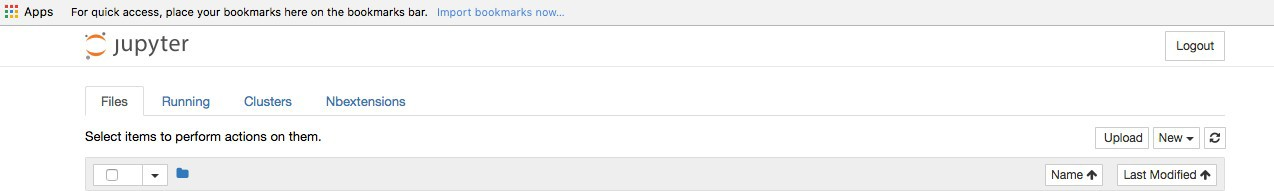 Apps For quick access, place your bookmarks here on the bookmarks bar. Import bookmarks now...
jupyter Logout
Files Running Clusters Nbextensions
Select items to perform actions on them. Upload New
Name Last Modified